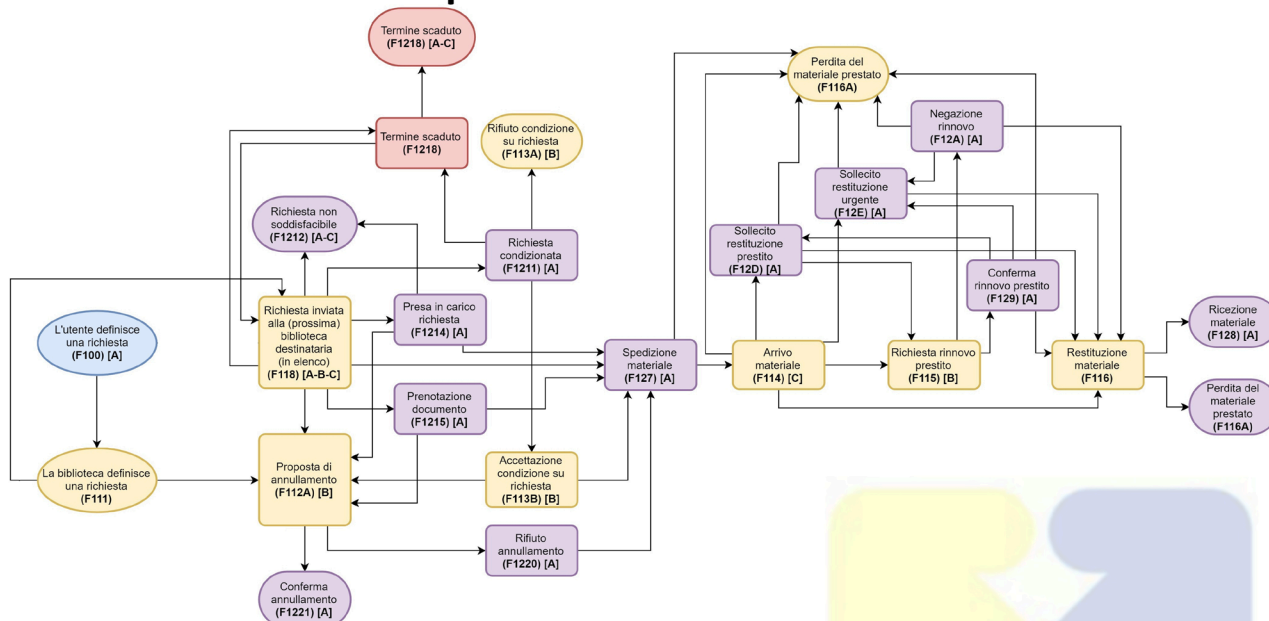 Termine scaduto
(F1218) [A-C]
Termine scaduto
(F1218)
Rifiuto condizione
su richiesta
(F113A) [B]
Perdita del
materiale prestato
(F116A)
Negazione
rinnovo
(F12A) [A]
Sollecito
restituzione
urgente
(F12E) [A]
Richiesta non
soddisfacibile
(F1212) [A-C]
Richiesta
condizionata
(F1211) [A]
Sollecito
restituzione
prestito
(F12D) [A]
Conferma
rinnovo prestito
(F129) [A]
L'utente definisce
una richiesta
(F100) [A]
Richiesta inviata
alla (prossima)
biblioteca
destinataria
(in elenco)
(F118) [A-B-C]
Presa in carico
richiesta
(F1214) [A]
Ricezione
materiale
(F128) [A]
Spedizione
materiale
(F127) [A]
Arrivo
materiale
(F114) [C]
Richiesta rinnovo
prestito
(F115) [B]
Restituzione
materiale
(F116)
Prenotazione
documento
(F1215) [A]
Perdita del
materiale
prestato
(F116A)
La biblioteca definisce
una richiesta
(F111)
Proposta di
annullamento
(F112A) [B]
Accettazione
condizione su
richiesta
(F113B) [B]
Rifiuto
annullamento
(F1220) [A]
Conferma
annullamento
(F1221) [A]